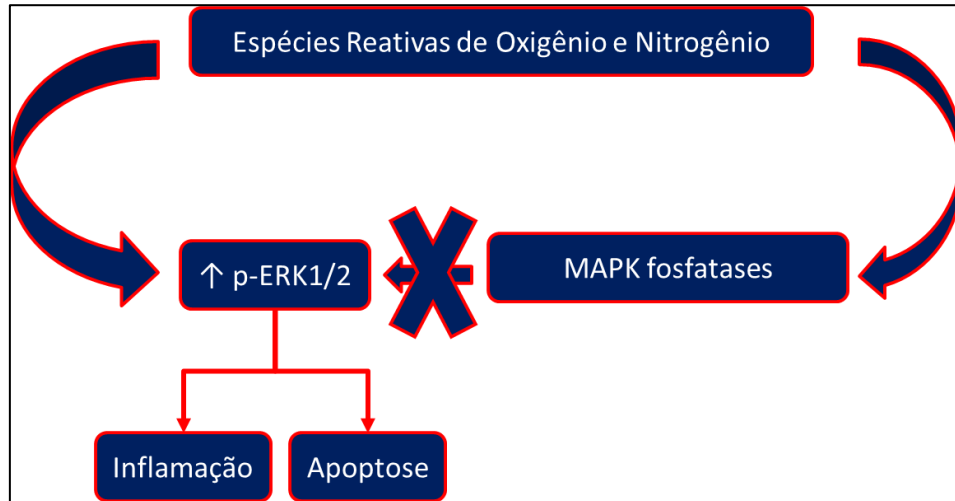 Espécies Reativas de Oxigênio e Nitrogênio
↑ p-ERK1/2
MAPK fosfatases
Inflamação
Apoptose